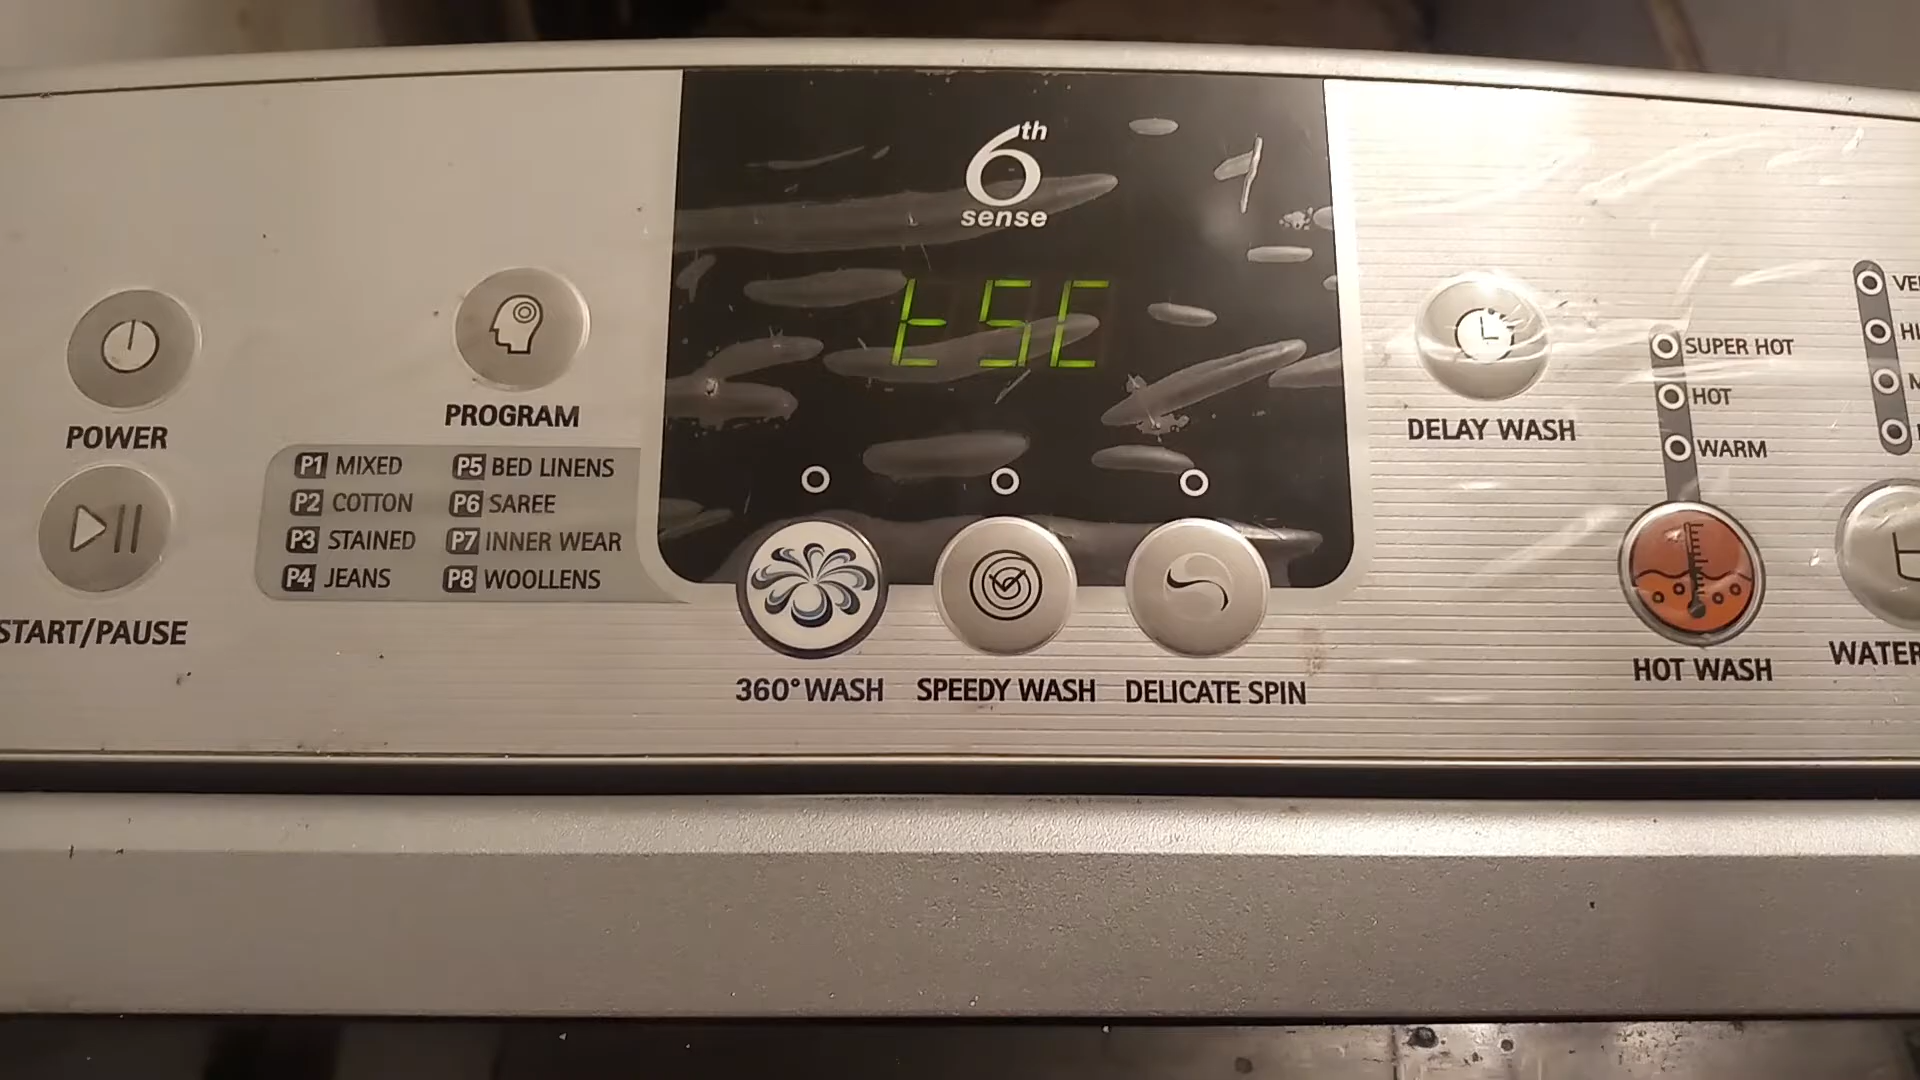 6th
sense
tSC
POWER
START/PAUSE
PROGRAM
P1 MIXED
P2 COTTON
P3 STAINED
P4 JEANS
P5 BED LINENS
P6 SAREE
P7 INNER WEAR
P8 WOOLLENS
360° WASH
SPEEDY WASH
DELICATE SPIN
DELAY WASH
SUPER HOT
HOT
WARM
HOT WASH
WATER